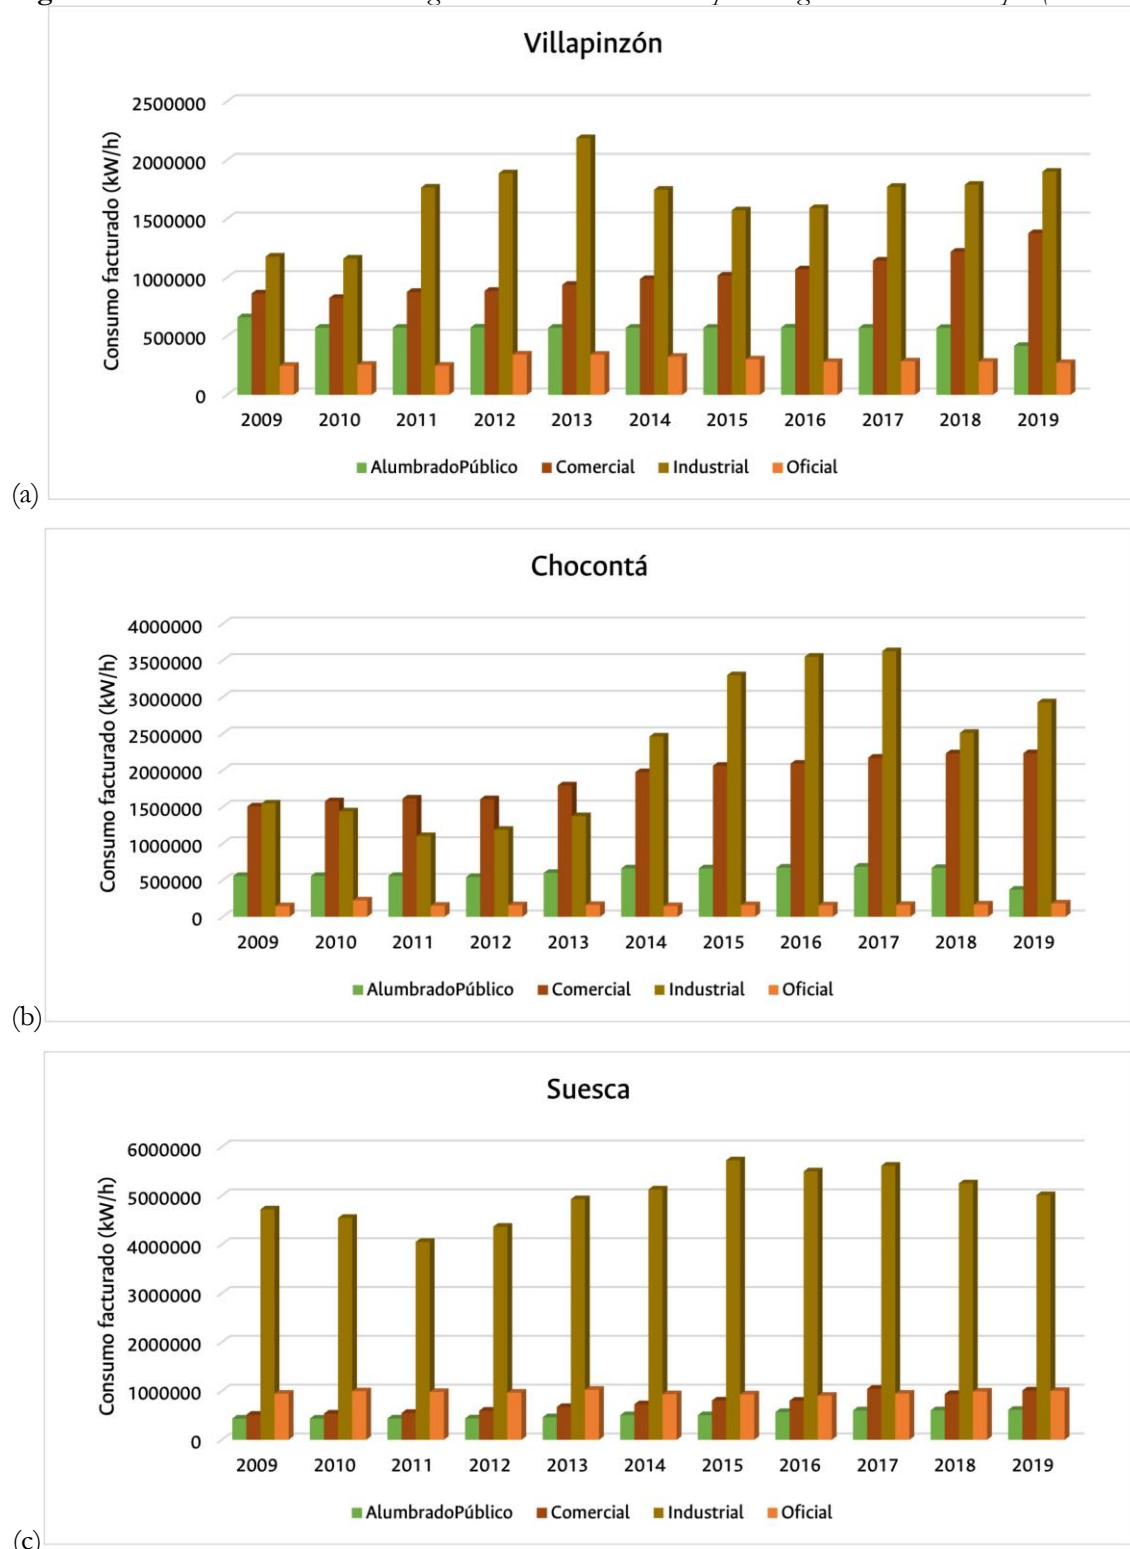 Villapinzón
Consumo facturado (kW/h)
2500000
2000000
1500000
1000000
500000
0
2009 2010 2011 2012 2013 2014 2015 2016 2017 2018 2019
AlumbradoPúblico Comercial Industrial Oficial
(a)
Chocontá
Consumo facturado (kW/h)
4000000
3500000
3000000
2500000
2000000
1500000
1000000
500000
0
2009 2010 2011 2012 2013 2014 2015 2016 2017 2018 2019
AlumbradoPúblico Comercial Industrial Oficial
(b)
Suesca
Consumo facturado (kW/h)
6000000
5000000
4000000
3000000
2000000
1000000
0
2009 2010 2011 2012 2013 2014 2015 2016 2017 2018 2019
AlumbradoPúblico Comercial Industrial Oficial
(c)